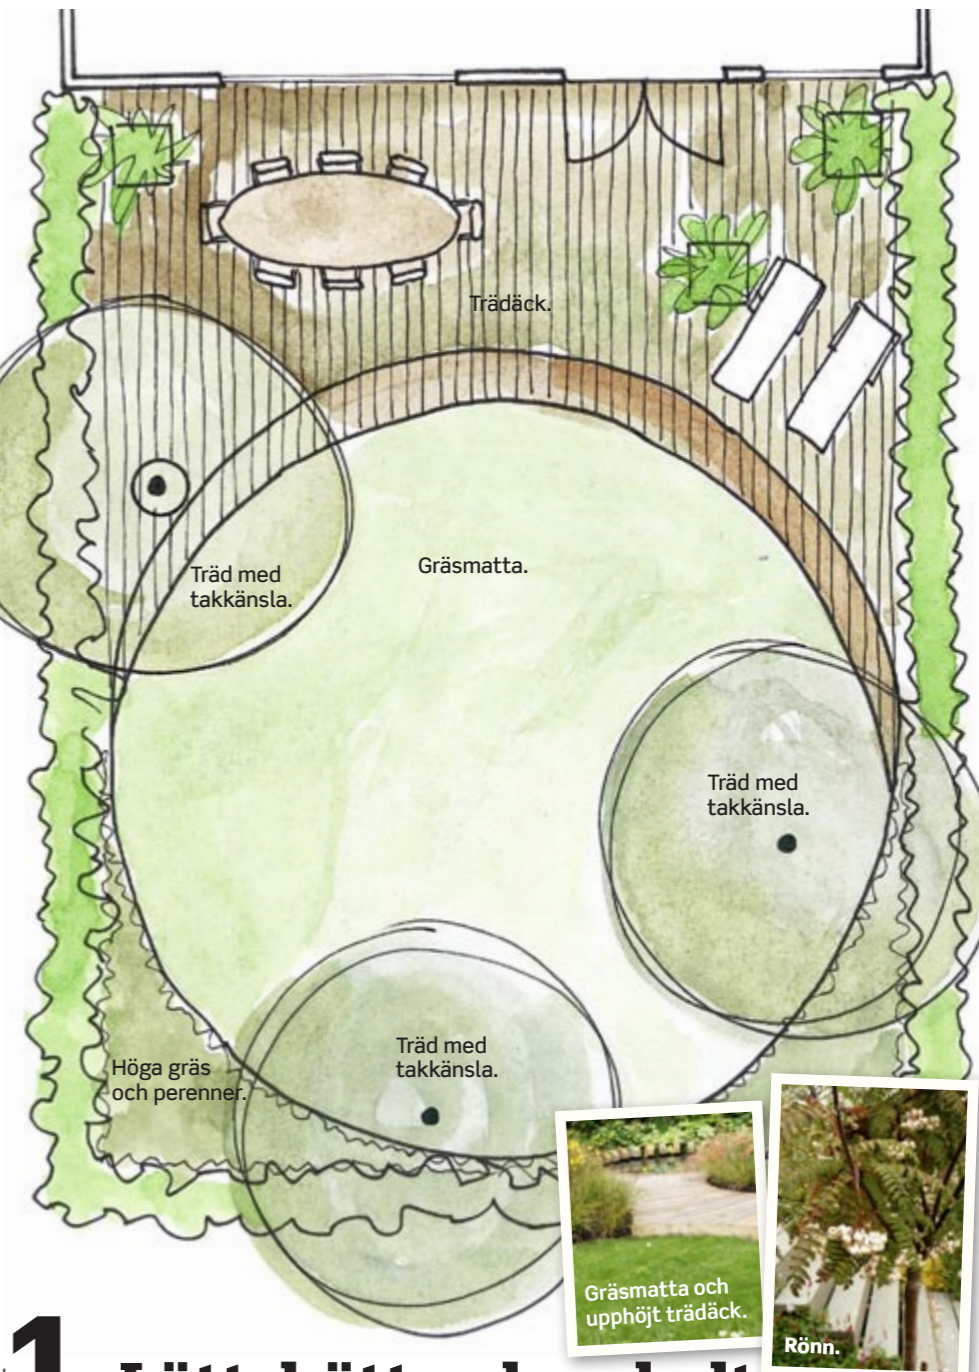 Trädäck.
Gräsmatta.
Träd med
takkänsla.
Träd med
takkänsla.
Träd med
takkänsla.
Höga gräs
och perenner.
Gräsmatta och
upphöjt trädäck.
Rönn.
1